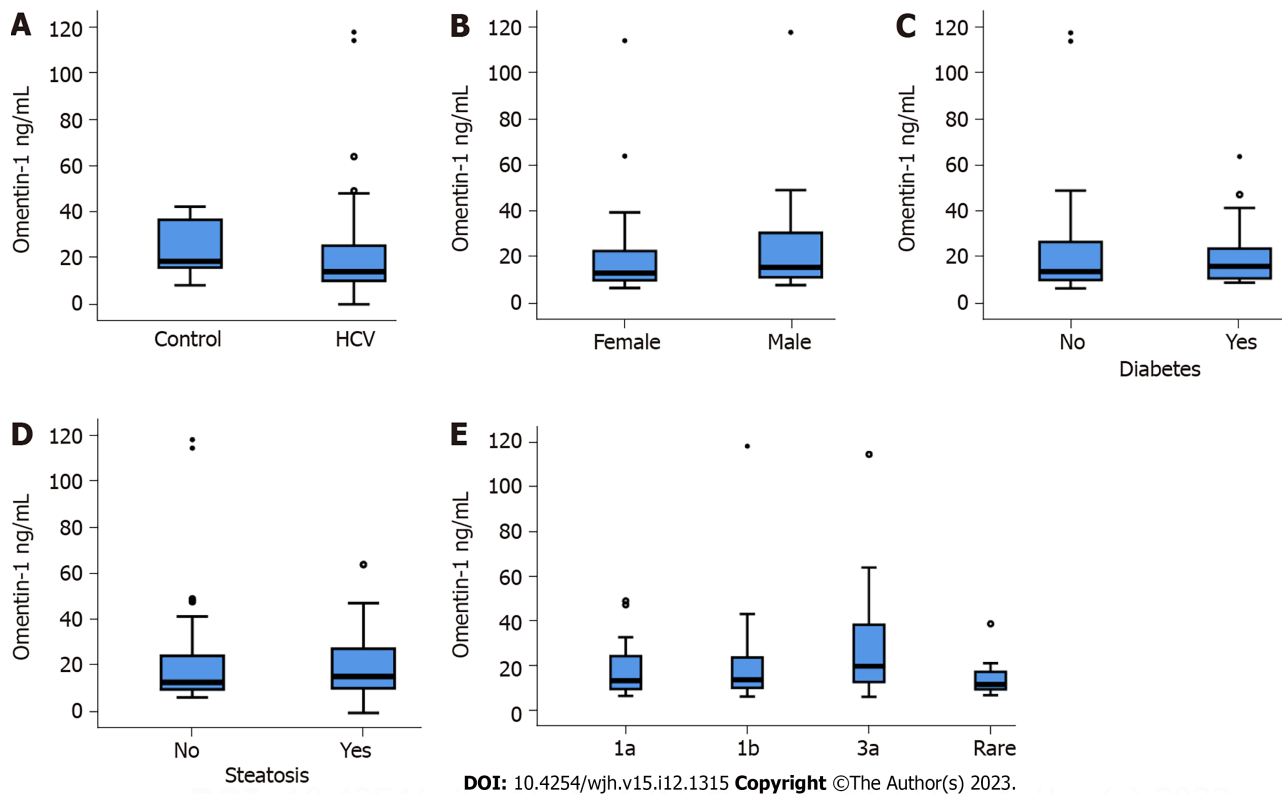 A
Omentin-1 ng/mL
120
100
80
60
40
20
0
Control HCV
B
Omentin-1 ng/mL
120
100
80
60
40
20
0
Female Male
C
Omentin-1 ng/mL
120
100
80
60
40
20
0
No Yes
Diabetes
D
Omentin-1 ng/mL
120
100
80
60
40
20
0
No Yes
Steatosis
E
Omentin-1 ng/mL
120
100
80
60
40
20
0
1a 1b 3a Rare
DOI: 10.4254/wjh.v15.i12.1315 Copyright ©The Author(s) 2023.